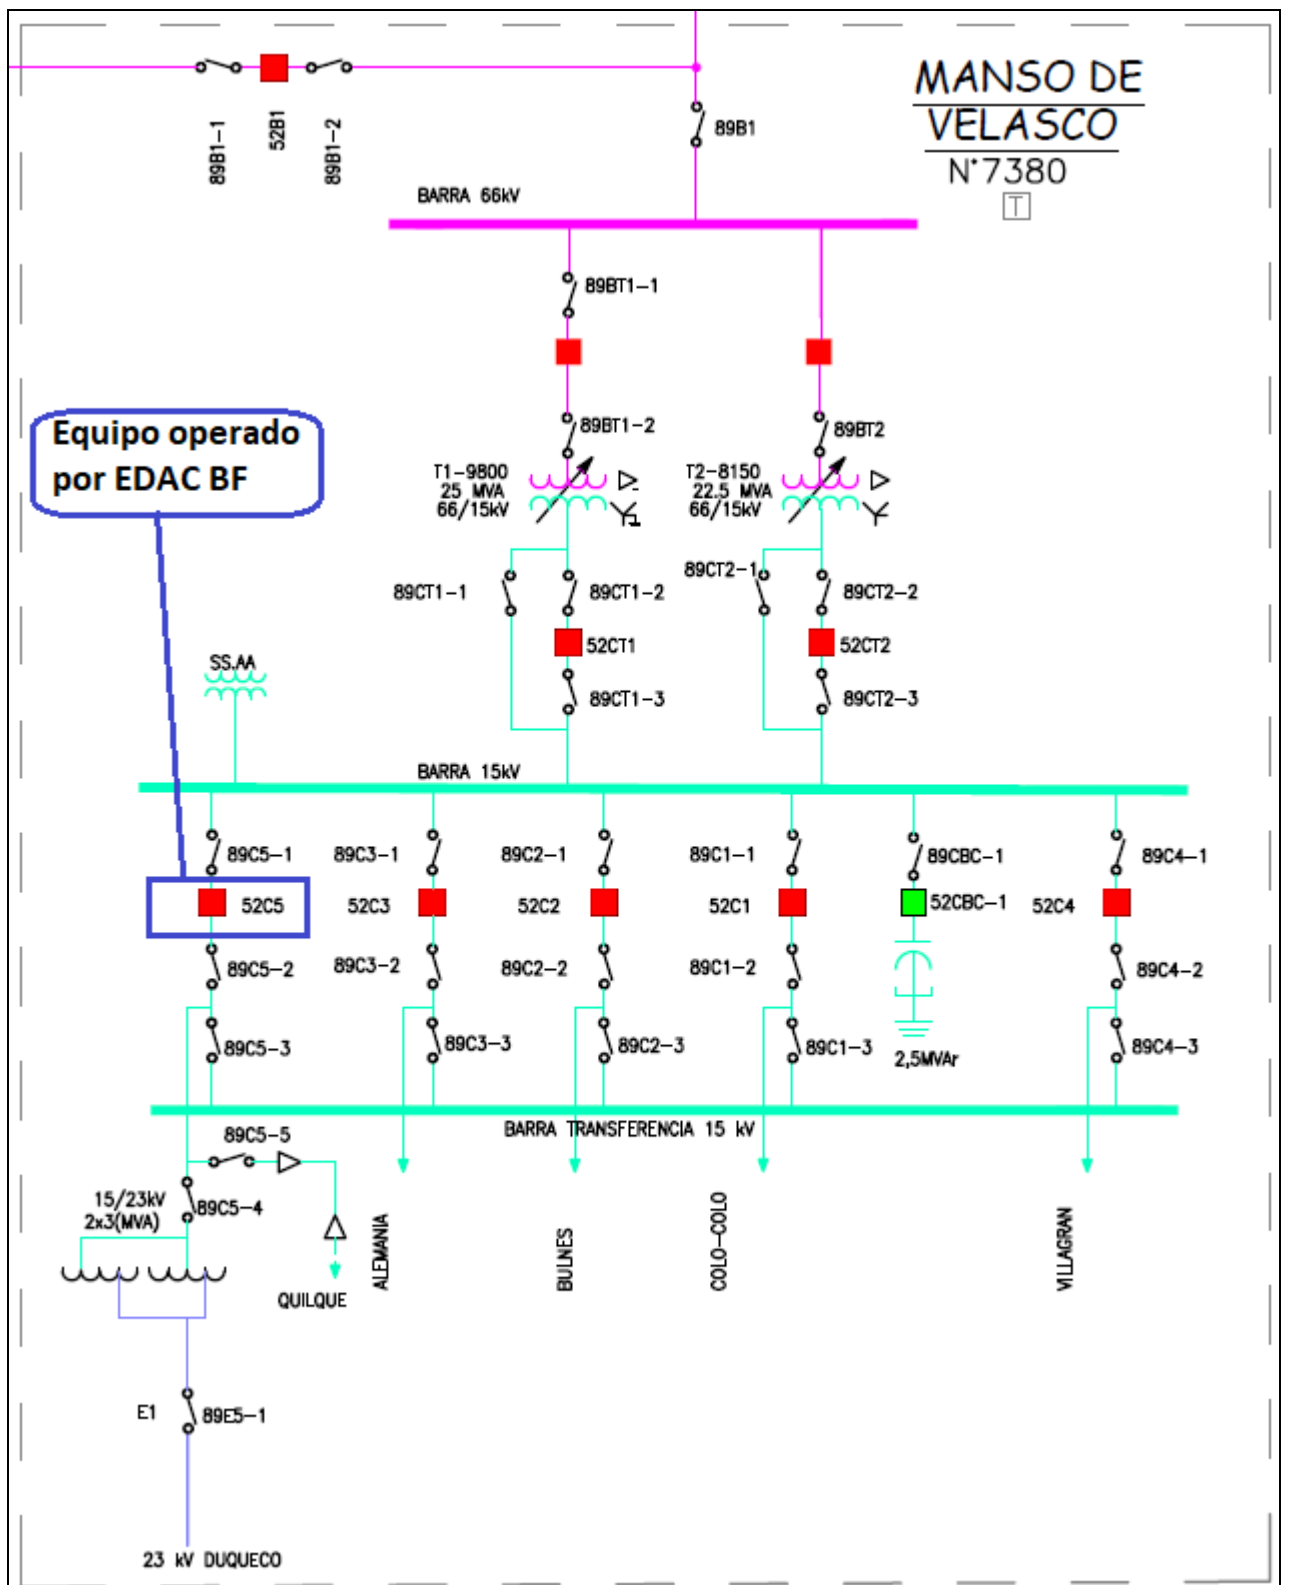 MANSO DE
VELASCO
N°7380
T
89B1-1
52B1
89B1-2
89B1
BARRA 66kV
89BT1-1
Equipo operado
por EDAC BF
89BT1-2
89BT2
T1-9800
25 MVA
66/15kV
T2-8150
22.5 MVA
66/15kV
89CT1-1
89CT1-2
89CT2-1
89CT2-2
52CT1
52CT2
SS.AA
89CT1-3
89CT2-3
BARRA 15kV
89C5-1
89C3-1
89C2-1
89C1-1
89CBC-1
89C4-1
52C5
52C3
52C2
52C1
52CBC-1
52C4
89C5-2
89C3-2
89C2-2
89C1-2
89C4-2
89C5-3
89C3-3
89C2-3
89C1-3
2,5MVAr
89C4-3
BARRA TRANSFERENCIA 15 kV
89C5-5
15/23kV
2x3(MVA)
89C5-4
QUILQUE
ALEMANIA
BULNES
COLO-COLO
VILLAGRAN
E1
89E5-1
23 kV DUQUECO